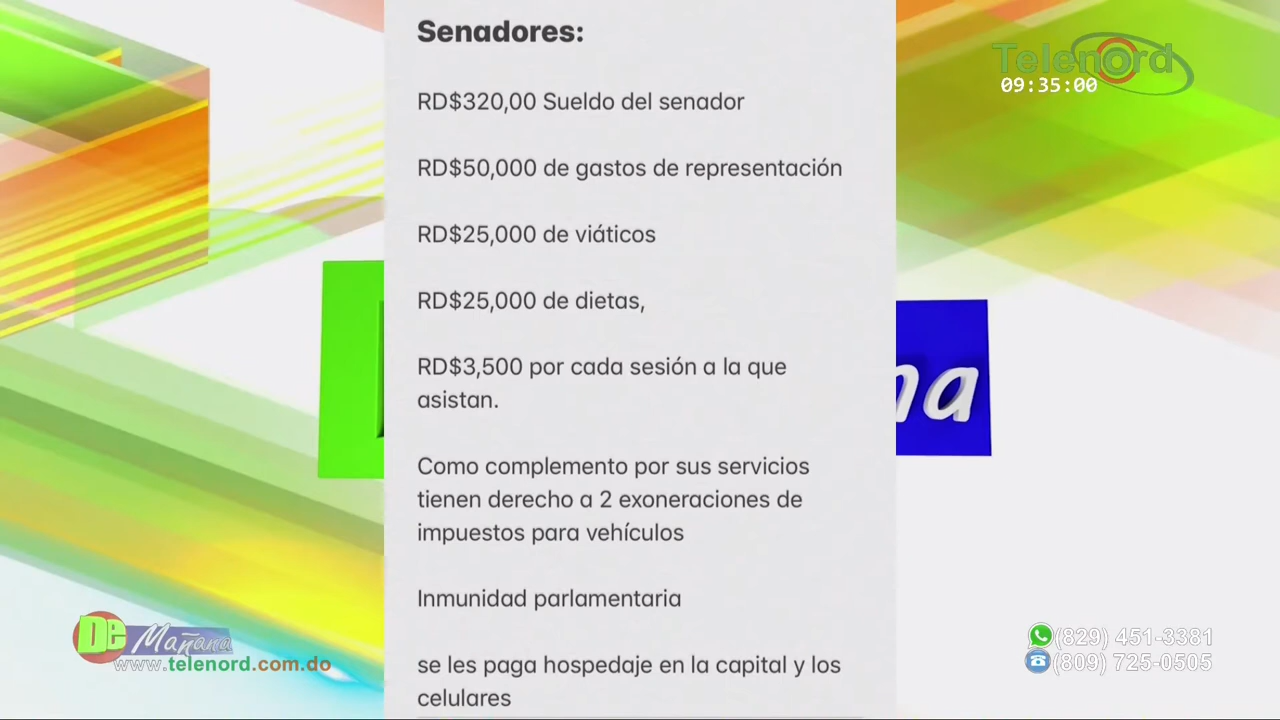 Senadores:
RD$320,00 Sueldo del senador
RD$50,000 de gastos de representación
RD$25,000 de viáticos
RD$25,000 de dietas,
RD$3,500 por cada sesión a la que
asistan.
Como complemento por sus servicios
tienen derecho a 2 exoneraciones de
impuestos para vehículos
Inmunidad parlamentaria
se les paga hospedaje en la capital y los
celulares
Telenord
09:35:00
na
De Mañana
www.telenord.com.do
(829) 451-3381
(809) 725-0505